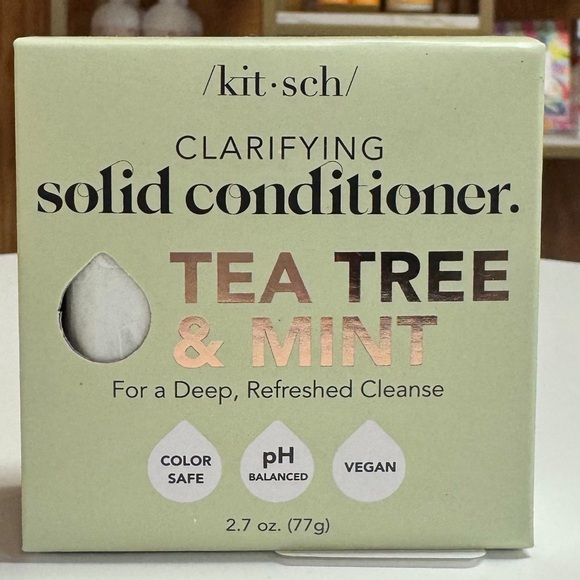 /kit·sch/
CLARIFYING
solid conditioner.
TEA TREE
& MINT
For a Deep, Refreshed Cleanse
COLOR
SAFE
pH
BALANCED
VEGAN
2.7 oz. (77g)